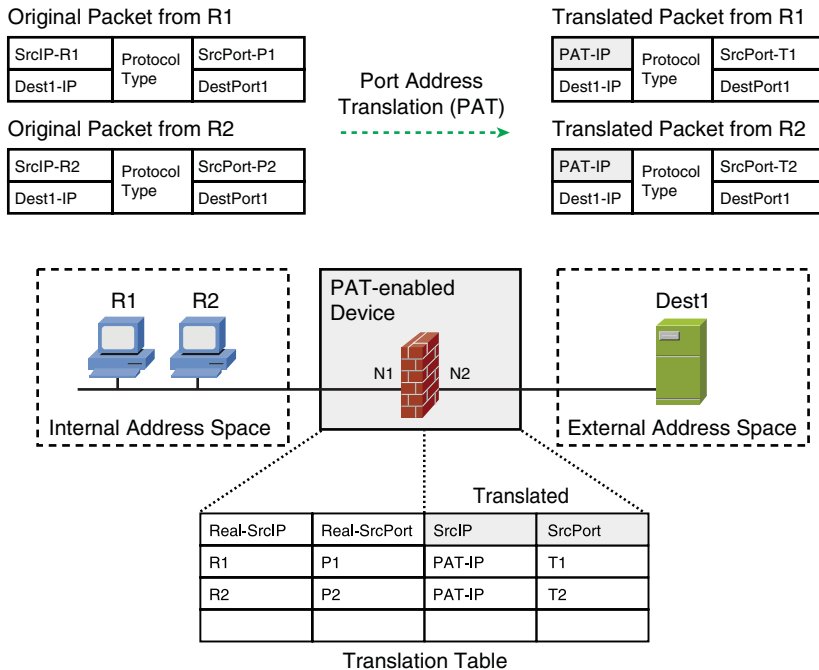 Original Packet from R1
SrcIP-R1
Dest1-IP
Protocol
Type
SrcPort-P1
DestPort1
Original Packet from R2
SrcIP-R2
Dest1-IP
Protocol
Type
SrcPort-P2
DestPort1
Port Address
Translation (PAT)
Translated Packet from R1
PAT-IP
Dest1-IP
Protocol
Type
SrcPort-T1
DestPort1
Translated Packet from R2
PAT-IP
Dest1-IP
Protocol
Type
SrcPort-T2
DestPort1
R1
R2
Internal Address Space
PAT-enabled
Device
N1
N2
Dest1
External Address Space
Translated
Real-SrcIP Real-SrcPort SrcIP SrcPort
R1 P1 PAT-IP T1
R2 P2 PAT-IP T2
Translation Table